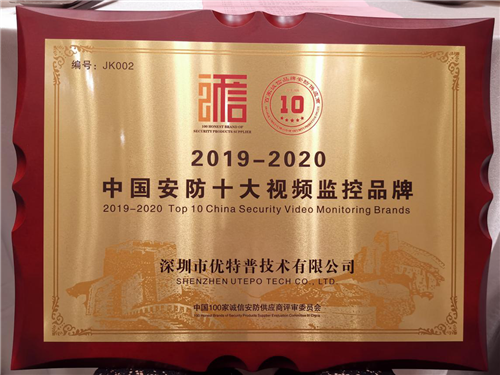 编号：JK002
诚信
100 HONEST BRAND OF
SECURITY PRODUCTS SUPPLIER
10
2019-2020
中国安防十大视频监控品牌
2019-2020 Top 10 China Security Video Monitoring Brands
深圳市优特普技术有限公司
SHENZHEN UTEPO TECH CO., LTD.
中国100家诚信安防供应商评审委员会